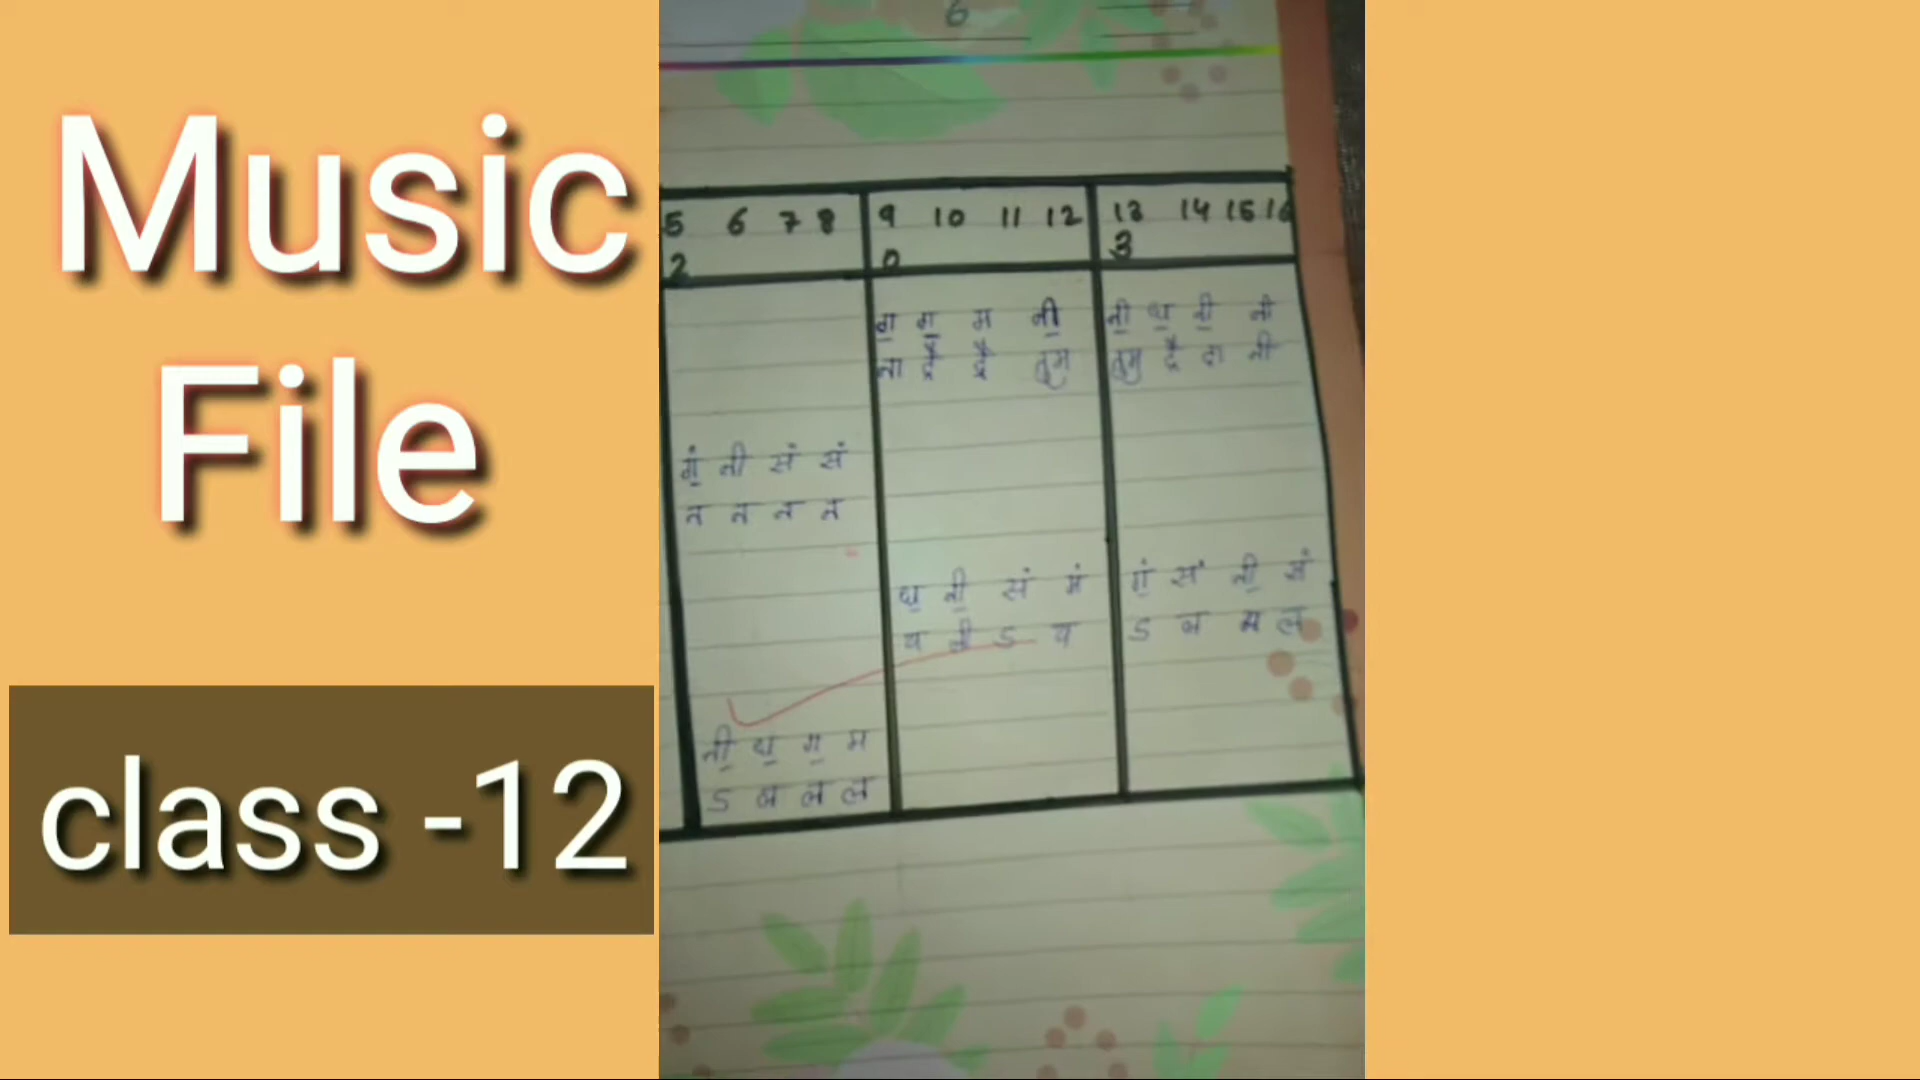 Music
File
class -12
6
5 6 7 8 9 10 11 12 13 14 15 16
2 0 3
ग॒ ग॒ म नी॒ नी॒ ध॒ नी॒ नी
ना तुम तुम दे ता नी
गं॒ नी सं सं
न न न न
ध॒ नी॒ सं मं गं॒ सं नी॒ सं
य ली ऽ य ऽ ब म ल
नी॒ ध॒ ग॒ म
ऽ ब ल ल